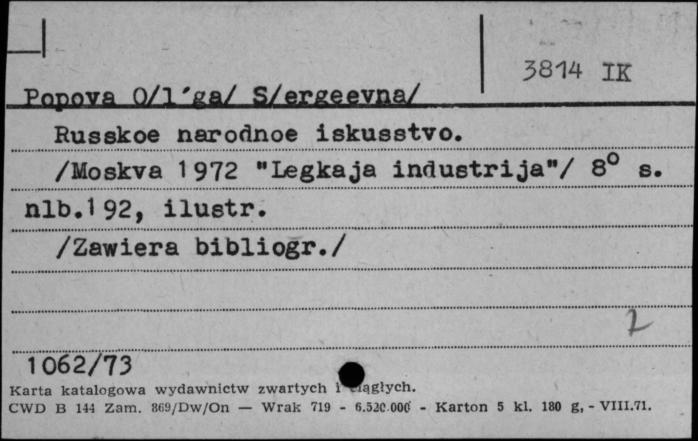 3814 IK
Popova O/l´ga/ S/ergeevna/
Russkoe narodnoe iskusstvo.
/Moskva 1972 "Legkaja industrija"/ 8° s.
nlb.192, ilustr.
/Zawiera bibliogr./
2
1062/73
Karta katalogowa wydawnictw zwartych i ciągłych.
CWD B 144 Zam. 869/Dw/On — Wrak 719 - 6.520.000 - Karton 5 kl. 180 g, - VIII.71.